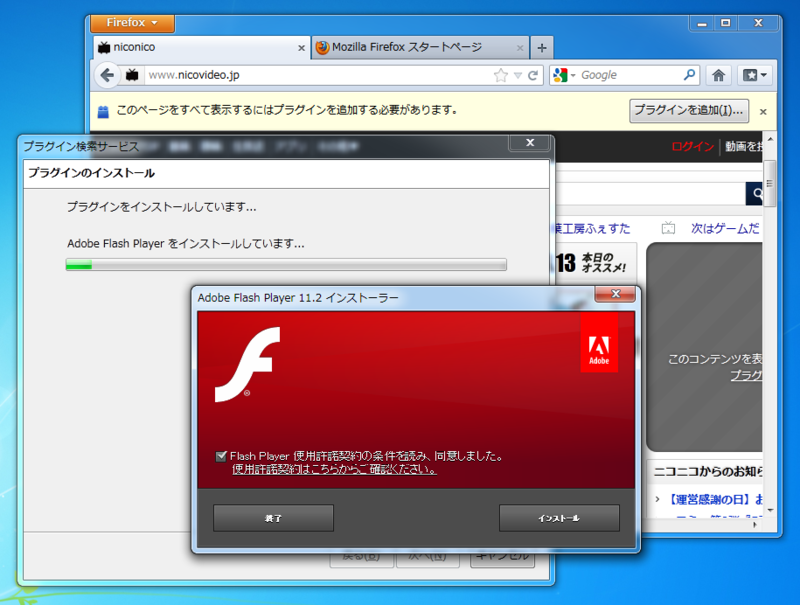 Firefox
niconico
Mozilla Firefox スタートページ
www.nicovideo.jp
Google
このページをすべて表示するにはプラグインを追加する必要があります。
プラグインを追加(I)...
プラグイン検索サービス
ログイン
動画を投
プラグインのインストール
プラグインをインストールしています...
Adobe Flash Player をインストールしています...
工房ふぇすた
次はゲームだ
13 本日の
オススメ!
Adobe Flash Player 11.2 インストーラー
Adobe
このコンテンツを表
プラグ
Flash Player 使用許諾契約の条件を読み、同意しました。
使用許諾契約はこちらからご確認ください。
ニコニコからのお知ら
【運営感謝の日】お
終了
インストール
戻る(B)
次へ(N)
キャンセル